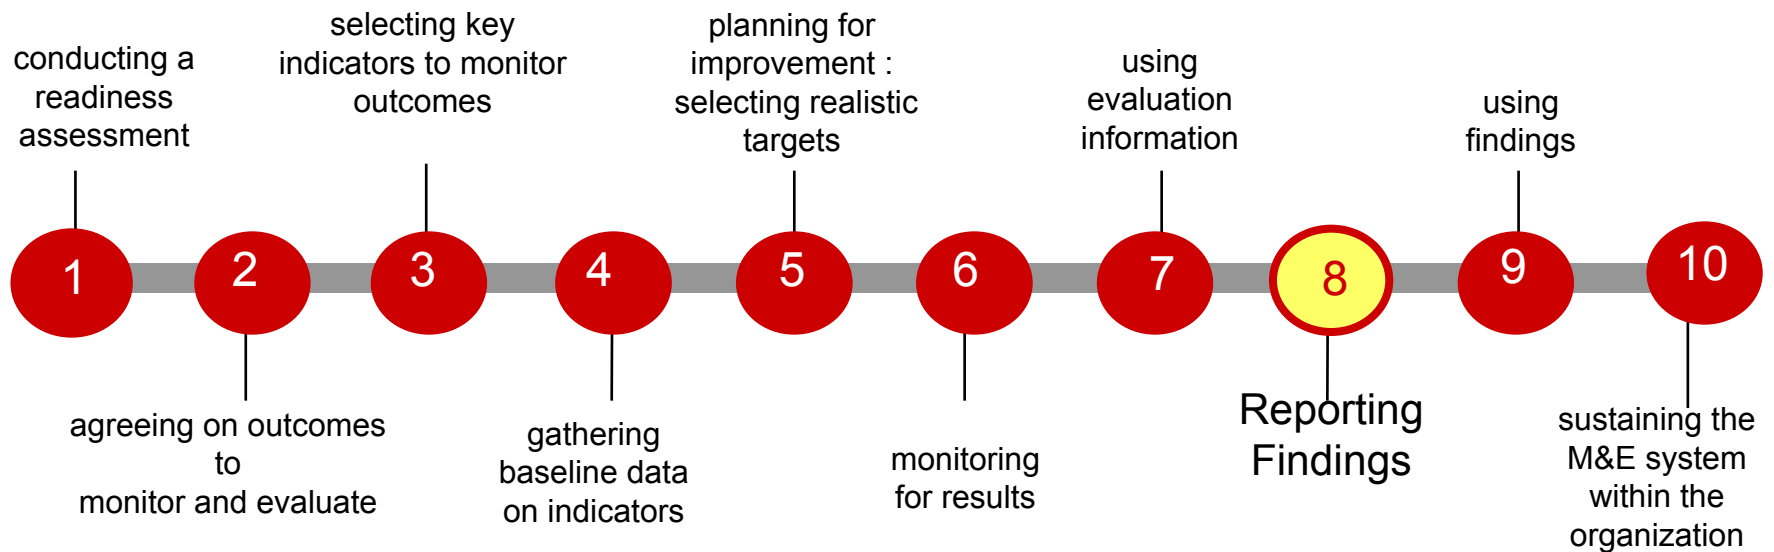 conducting a
readiness
assessment
selecting key
indicators to monitor
outcomes
planning for
improvement :
selecting realistic
targets
using
evaluation
information
using
findings
1
2
3
4
5
6
7
8
9
10
agreeing on outcomes
to
monitor and evaluate
gathering
baseline data
on indicators
monitoring
for results
Reporting
Findings
sustaining the
M&E system
within the
organization